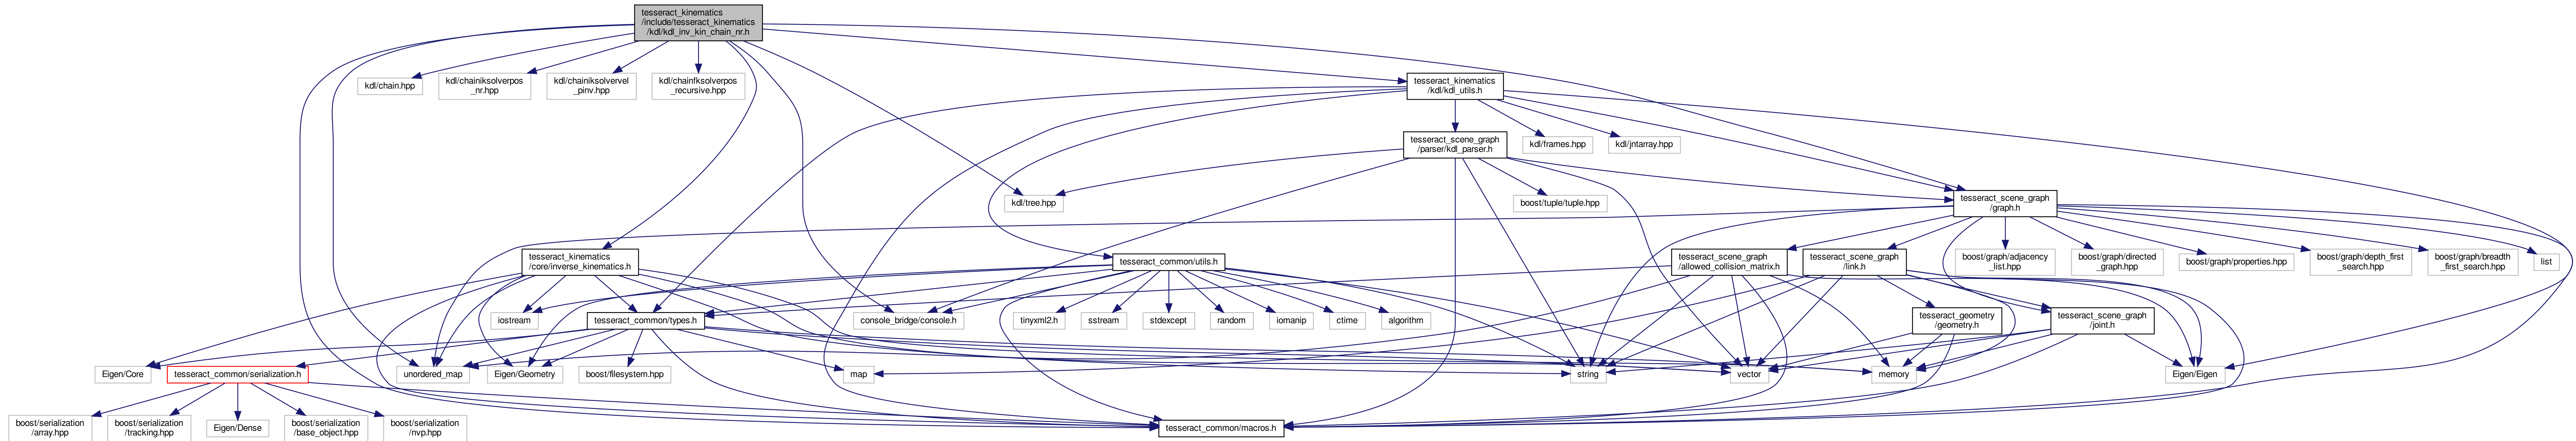 tesseract_kinematics
/include/tesseract_kinematics
/kdl/kdl_inv_kin_chain_nr.h
kdl/chain.hpp
kdl/chainiksolverpos
_nr.hpp
kdl/chainiksolvervel
_pinv.hpp
kdl/chainfksolverpos
_recursive.hpp
tesseract_kinematics
/kdl/kdl_utils.h
tesseract_scene_graph
/parser/kdl_parser.h
kdl/frames.hpp
kdl/jntarray.hpp
kdl/tree.hpp
boost/tuple/tuple.hpp
tesseract_scene_graph
/graph.h
tesseract_kinematics
/core/inverse_kinematics.h
tesseract_common/utils.h
tesseract_scene_graph
/allowed_collision_matrix.h
tesseract_scene_graph
/link.h
boost/graph/adjacency
_list.hpp
boost/graph/directed
_graph.hpp
boost/graph/properties.hpp
boost/graph/depth_first
_search.hpp
boost/graph/breadth
_first_search.hpp
list
iostream
tesseract_common/types.h
console_bridge/console.h
tinyxml2.h
sstream
stdexcept
random
iomanip
ctime
algorithm
tesseract_geometry
/geometry.h
tesseract_scene_graph
/joint.h
Eigen/Core
tesseract_common/serialization.h
unordered_map
Eigen/Geometry
boost/filesystem.hpp
map
string
vector
memory
Eigen/Eigen
boost/serialization
/array.hpp
boost/serialization
/tracking.hpp
Eigen/Dense
boost/serialization
/base_object.hpp
boost/serialization
/nvp.hpp
tesseract_common/macros.h